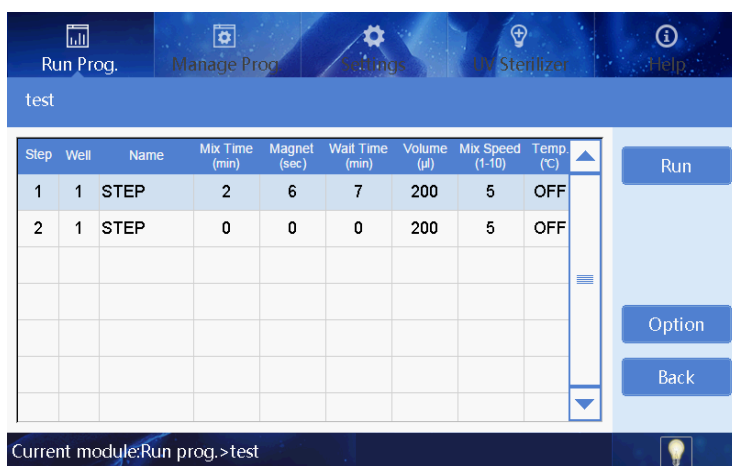 Run Prog. Manage Prog. Settings UV Sterilizer Help
test
Step Well Name Mix Time (min) Magnet (sec) Wait Time (min) Volume (μl) Mix Speed (1-10) Temp. (℃)
1 1 STEP 2 6 7 200 5 OFF
2 1 STEP 0 0 0 200 5 OFF
Run
Option
Back
Current module:Run prog.>test